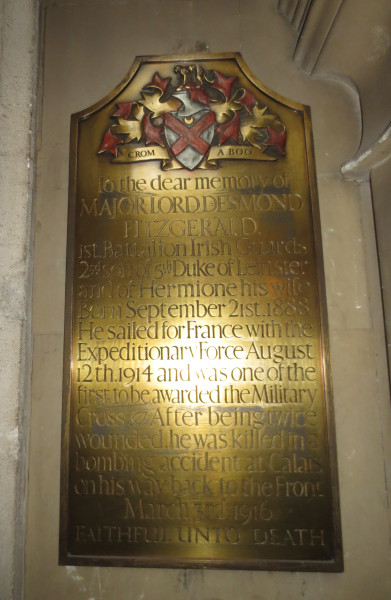 CROM A BOO
To the dear memory of
MAJOR LORD DESMOND
FITZGERALD.
1st. Battalion Irish Guards
2nd son of 5th Duke of Leinster
and of Hermione his wife
Born September 21st. 1888
He sailed for France with the
Expeditionary Force August
12th. 1914 and was one of the
first to be awarded the Military
Cross After being twice
wounded, he was killed in a
bombing accident at Calais
on his way back to the Front
March 3rd 1916
FAITHFUL UNTO DEATH